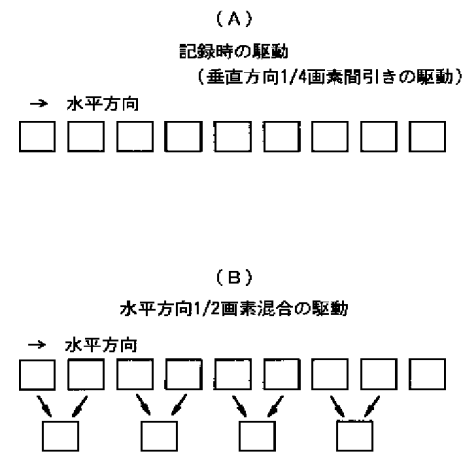 (A)
記録時の駆動
(垂直方向1/4画素間引きの駆動)
→ 水平方向
(B)
水平方向1/2画素混合の駆動
→ 水平方向